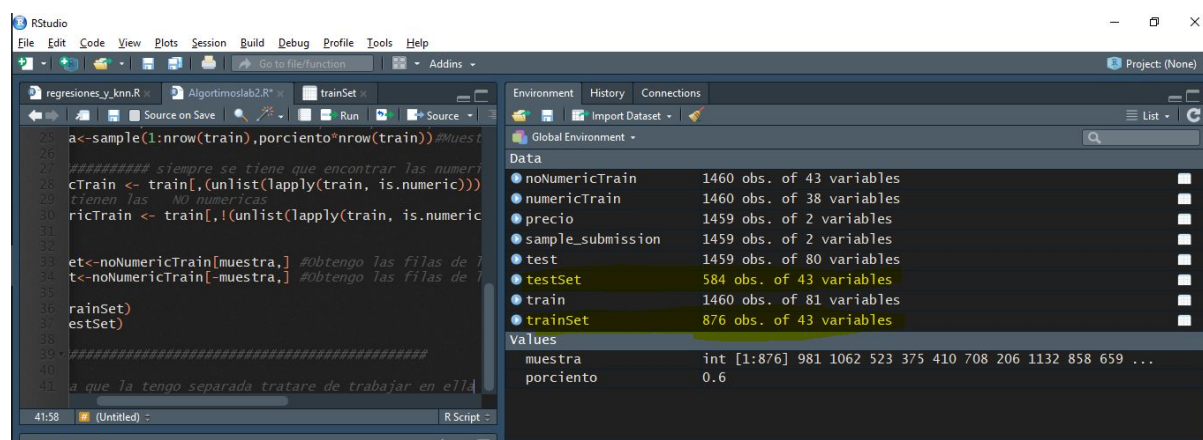 RStudio
File Edit Code View Plots Session Build Debug Profile Tools Help
Go to file/function Addins Project: (None)
regresiones_y_knn.R Algortimoslab2.R* trainSet
Source on Save Run Source
25 a<-sample(1:nrow(train),porciento*nrow(train))#Muest
26
27 ########## siempre se tiene que encontrar las numeri
28 cTrain <- train[,(unlist(lapply(train, is.numeric)))
29 tienen las NO numericas
30 ricTrain <- train[,!(unlist(lapply(train, is.numeric
31
32
33 et<-noNumericTrain[muestra,] #Obtengo las filas de l
34 t<-noNumericTrain[-muestra,] #Obtengo las filas de l
35
36 rainSet)
37 estSet)
38
39 ############################################
40
41 a que la tengo separada tratare de trabajar en ella
41:58 (Untitled) R Script
Environment History Connections
Import Dataset List
Global Environment
Data
noNumericTrain 1460 obs. of 43 variables
numericTrain 1460 obs. of 38 variables
precio 1459 obs. of 2 variables
sample_submission 1459 obs. of 2 variables
test 1459 obs. of 80 variables
testSet 584 obs. of 43 variables
train 1460 obs. of 81 variables
trainSet 876 obs. of 43 variables
Values
muestra int [1:876] 981 1062 523 375 410 708 206 1132 858 659 ...
porciento 0.6